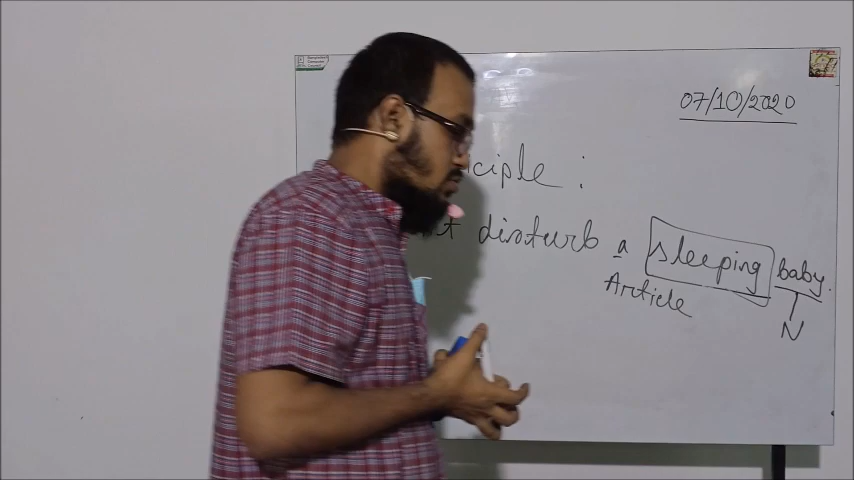 07/10/2020
ciple :
t disturb a sleeping baby.
Article
N